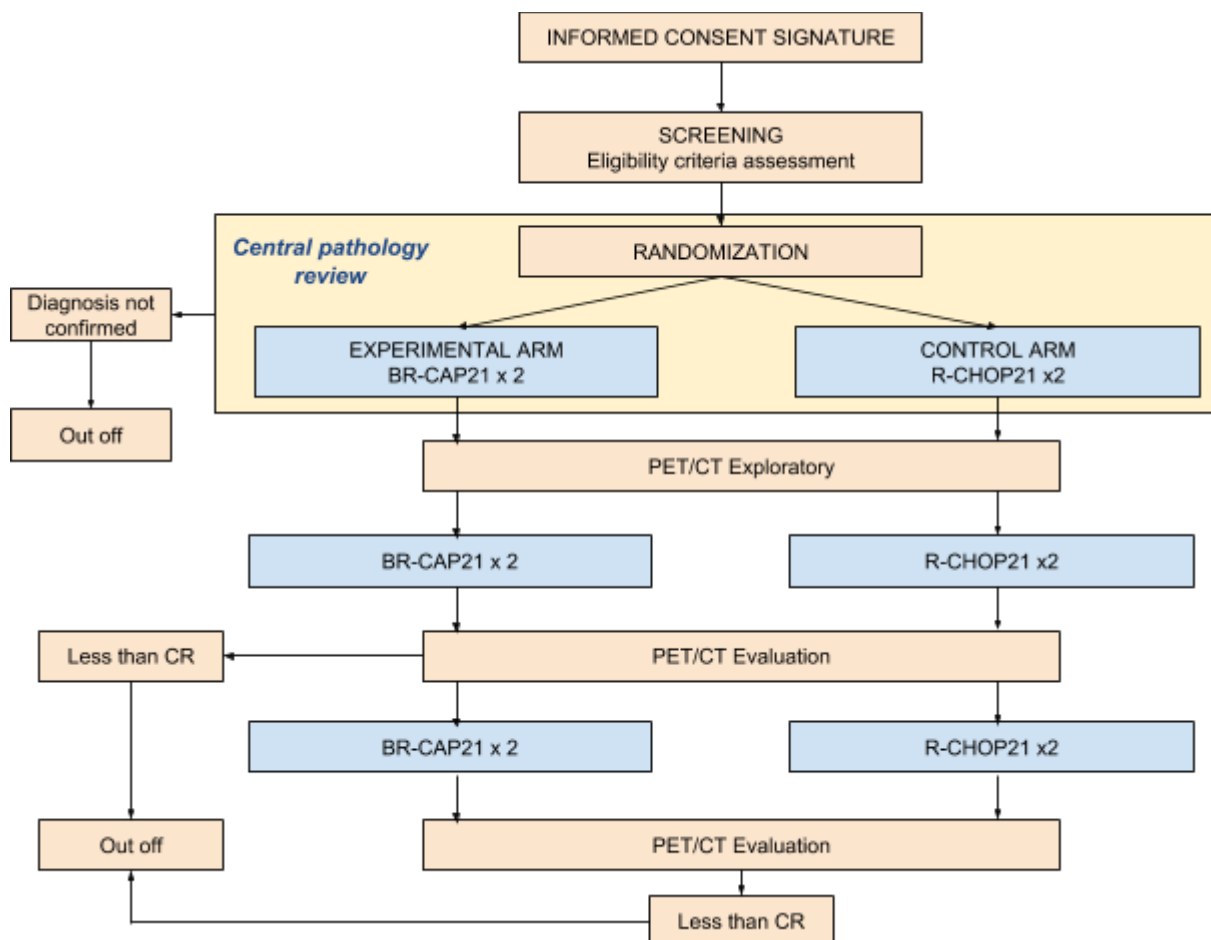 INFORMED CONSENT SIGNATURE
SCREENING
Eligibility criteria assessment
Central pathology
review
RANDOMIZATION
Diagnosis not
confirmed
EXPERIMENTAL ARM
BR-CAP21 x 2
CONTROL ARM
R-CHOP21 x2
Out off
PET/CT Exploratory
BR-CAP21 x 2
R-CHOP21 x2
Less than CR
PET/CT Evaluation
BR-CAP21 x 2
R-CHOP21 x2
Out off
PET/CT Evaluation
Less than CR